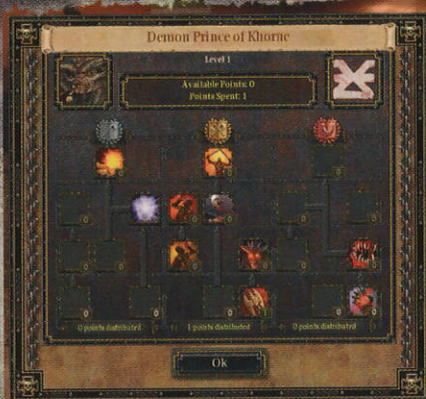 Demon Prince of Khorne
Level 1
Available Points: 0
Points Spent: 1
0 points distributed
1 points distributed
0 points distributed
Ok